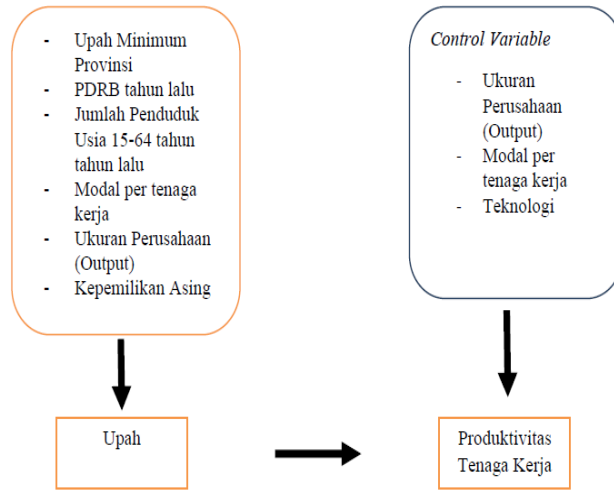 - Upah Minimum
Provinsi
- PDRB tahun lalu
- Jumlah Penduduk
Usia 15-64 tahun
tahun lalu
- Modal per tenaga
kerja
- Ukuran Perusahaan
(Output)
- Kepemilikan Asing
Control Variable
- Ukuran
Perusahaan
(Output)
- Modal per
tenaga kerja
- Teknologi
Upah
Produktivitas
Tenaga Kerja